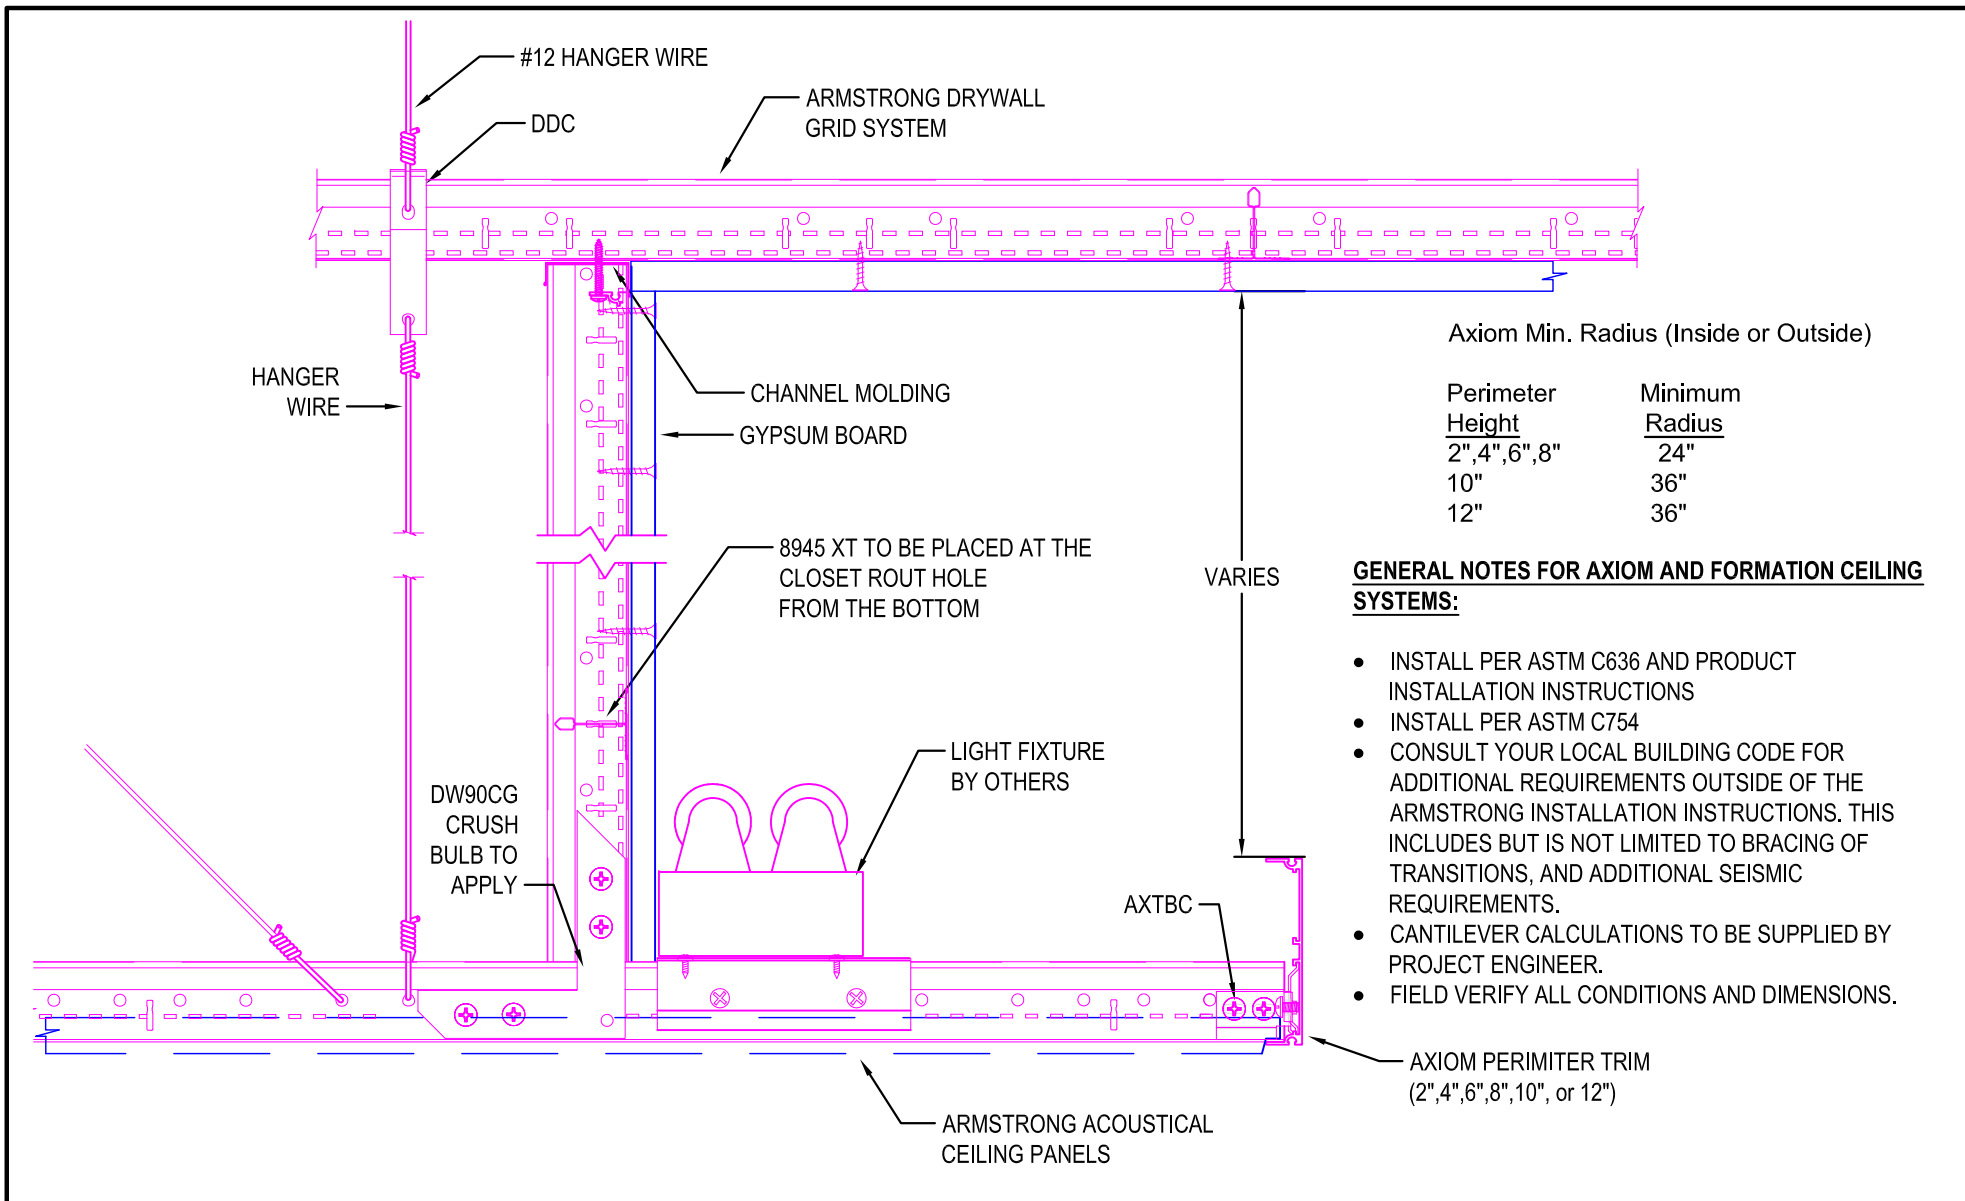 #12 HANGER WIRE
DDC
ARMSTRONG DRYWALL
GRID SYSTEM
HANGER
WIRE
CHANNEL MOLDING
GYPSUM BOARD
8945 XT TO BE PLACED AT THE
CLOSET ROUT HOLE
FROM THE BOTTOM
VARIES
LIGHT FIXTURE
BY OTHERS
DW90CG
CRUSH
BULB TO
APPLY
AXTBC
AXIOM PERIMITER TRIM
(2",4",6",8",10", or 12")
ARMSTRONG ACOUSTICAL
CEILING PANELS
Axiom Min. Radius (Inside or Outside)
Perimeter Minimum
Height Radius
2",4",6",8" 24"
10" 36"
12" 36"
GENERAL NOTES FOR AXIOM AND FORMATION CEILING
SYSTEMS:
• INSTALL PER ASTM C636 AND PRODUCT
INSTALLATION INSTRUCTIONS
• INSTALL PER ASTM C754
• CONSULT YOUR LOCAL BUILDING CODE FOR
ADDITIONAL REQUIREMENTS OUTSIDE OF THE
ARMSTRONG INSTALLATION INSTRUCTIONS. THIS
INCLUDES BUT IS NOT LIMITED TO BRACING OF
TRANSITIONS, AND ADDITIONAL SEISMIC
REQUIREMENTS.
• CANTILEVER CALCULATIONS TO BE SUPPLIED BY
PROJECT ENGINEER.
• FIELD VERIFY ALL CONDITIONS AND DIMENSIONS.